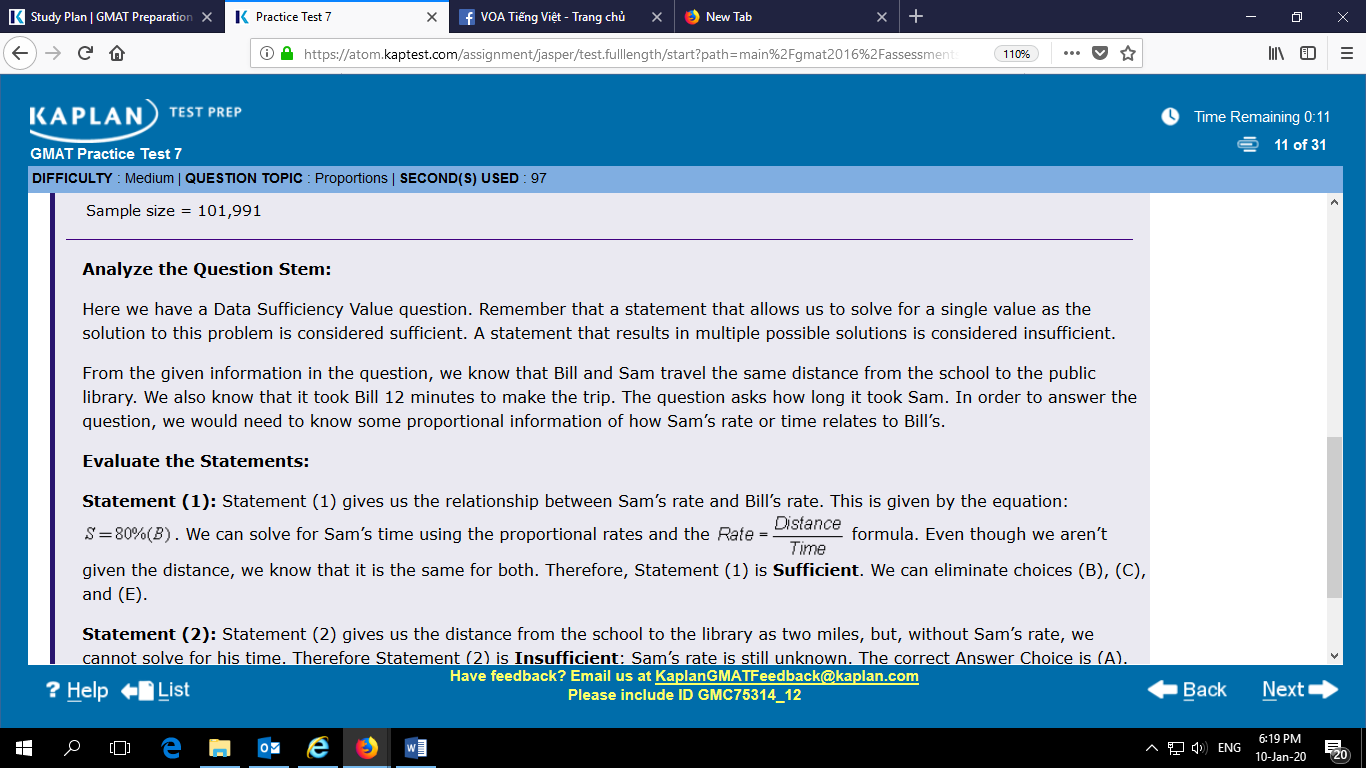 Study Plan | GMAT Preparation
Practice Test 7
VOA Tiếng Việt - Trang chủ
New Tab
https://atom.kaptest.com/assignment/jasper/test.fulllength/start?path=main%2Fgmat2016%2Fassessment
110%
KAPLAN TEST PREP
Time Remaining 0:11
GMAT Practice Test 7
11 of 31
DIFFICULTY : Medium | QUESTION TOPIC : Proportions | SECOND(S) USED : 97
Sample size = 101,991
Analyze the Question Stem:
Here we have a Data Sufficiency Value question. Remember that a statement that allows us to solve for a single value as the
solution to this problem is considered sufficient. A statement that results in multiple possible solutions is considered insufficient.
From the given information in the question, we know that Bill and Sam travel the same distance from the school to the public
library. We also know that it took Bill 12 minutes to make the trip. The question asks how long it took Sam. In order to answer the
question, we would need to know some proportional information of how Sam's rate or time relates to Bill's.
Evaluate the Statements:
Statement (1): Statement (1) gives us the relationship between Sam's rate and Bill's rate. This is given by the equation:
S=80%(B). We can solve for Sam's time using the proportional rates and the Rate = Distance/Time formula. Even though we aren't
given the distance, we know that it is the same for both. Therefore, Statement (1) is Sufficient. We can eliminate choices (B), (C),
and (E).
Statement (2): Statement (2) gives us the distance from the school to the library as two miles, but, without Sam's rate, we
cannot solve for his time. Therefore Statement (2) is Insufficient; Sam's rate is still unknown. The correct Answer Choice is (A).
Have feedback? Email us at KaplanGMATFeedback@kaplan.com
Please include ID GMC75314_12
? Help
List
Back
Next
ENG
6:19 PM
10-Jan-20
20